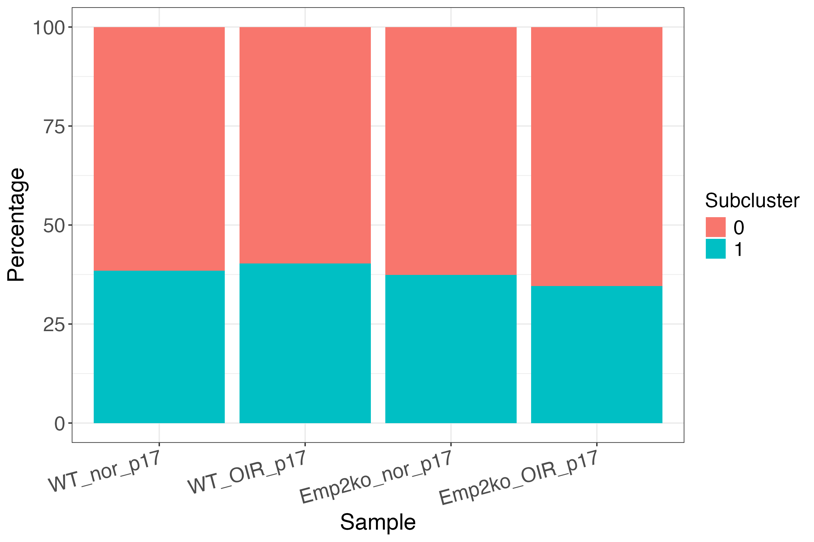 100
75
50
25
0
Percentage
WT_nor_p17
WT_OIR_p17
Emp2ko_nor_p17
Emp2ko_OIR_p17
Sample
Subcluster
0
1